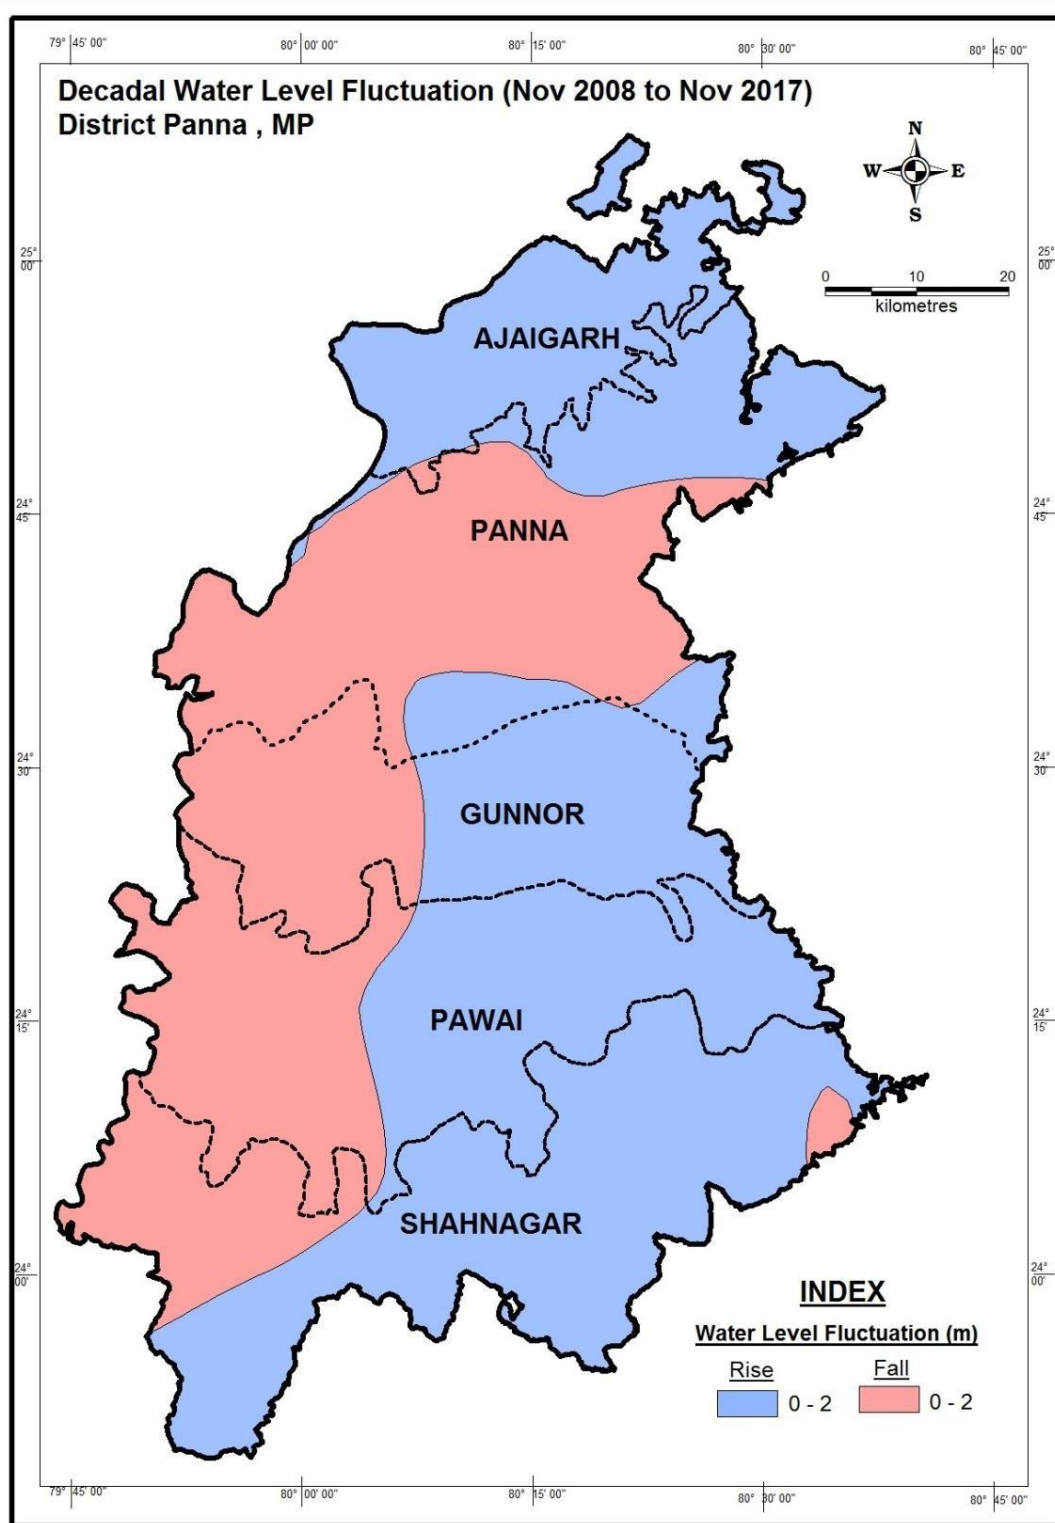 79° 45' 00"
80° 00' 00"
80° 15' 00"
80° 30' 00"
80° 45' 00"
Decadal Water Level Fluctuation (Nov 2008 to Nov 2017)
District Panna , MP
N
W E
S
25°
00'
25°
00'
0 10 20
kilometres
AJAIGARH
24°
45'
24°
45'
PANNA
24°
30'
24°
30'
GUNNOR
24°
15'
24°
15'
PAWAI
SHAHNAGAR
24°
00'
24°
00'
INDEX
Water Level Fluctuation (m)
Rise Fall
0 - 2 0 - 2
79° 45' 00"
80° 00' 00"
80° 15' 00"
80° 30' 00"
80° 45' 00"